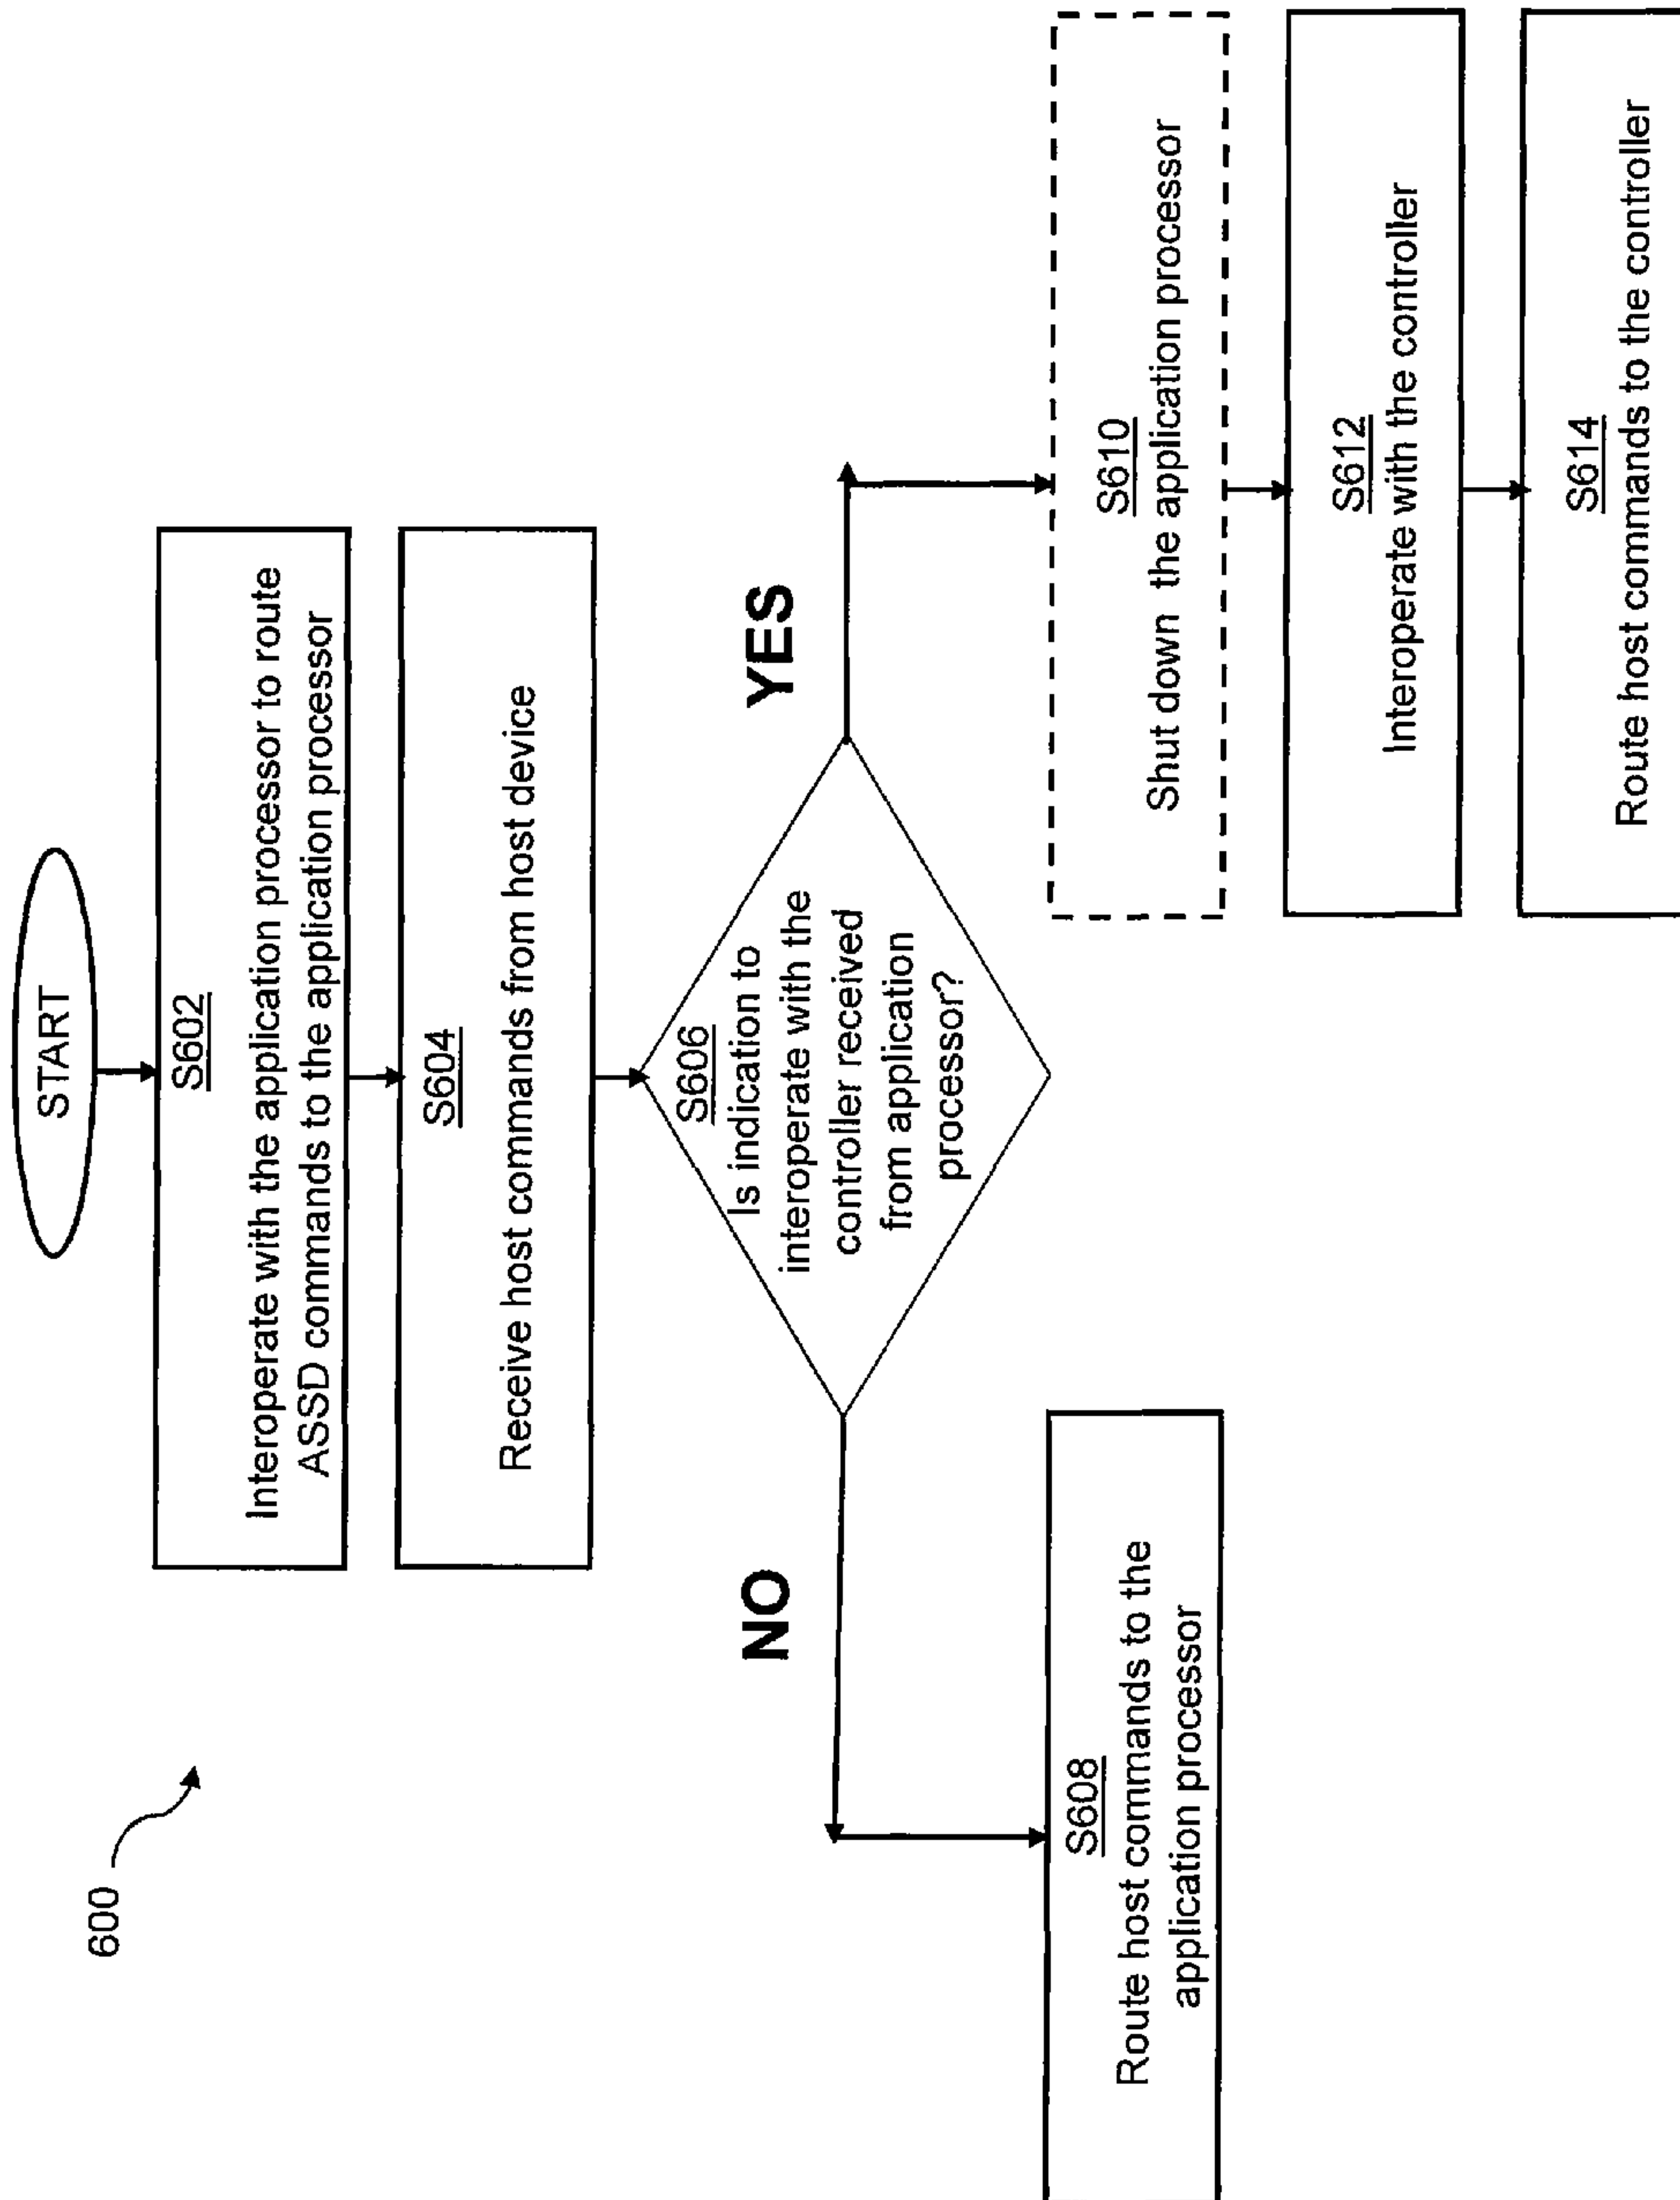 600
START
S602
Interoperate with the application processor to route
ASSD commands to the application processor
S604
Receive host commands from host device
S606
Is indication to
interoperate with the
controller received
from application
processor?
NO
YES
S608
Route host commands to the
application processor
S610
Shut down the application processor
S612
Interoperate with the controller
S614
Route host commands to the controller